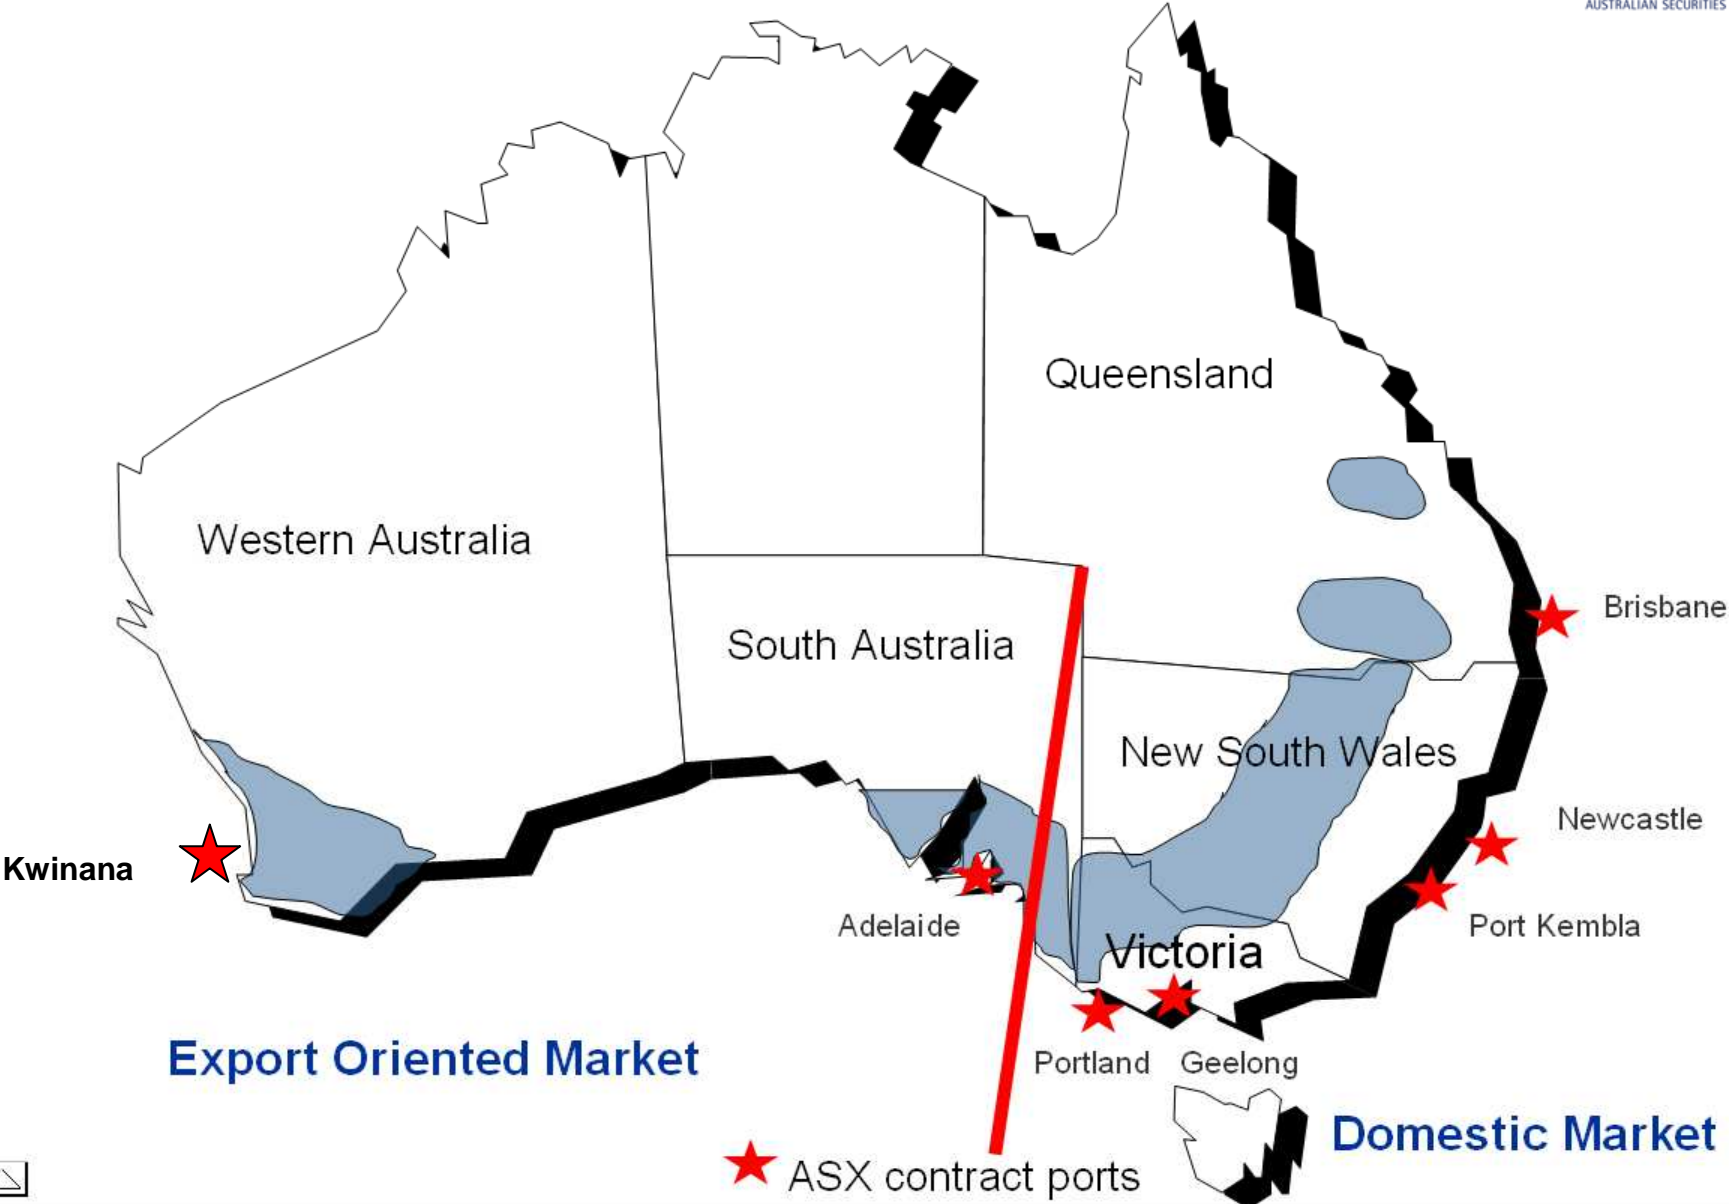 AUSTRALIAN SECURITIES
Queensland
Western Australia
Brisbane
South Australia
New South Wales
Newcastle
Kwinana
Adelaide
Port Kembla
Victoria
Export Oriented Market
Portland
Geelong
Domestic Market
ASX contract ports